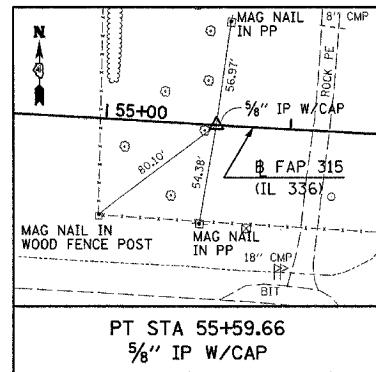 MAG NAIL
IN PP
8" CMP
N
56.97'
ROCK PE
55+00
5/8" IP W/CAP
80.10'
54.38'
B FAP 315
(IL 336)
MAG NAIL IN
WOOD FENCE POST
MAG NAIL
IN PP
18" CMP
BIT
PT STA 55+59.66
5/8" IP W/CAP